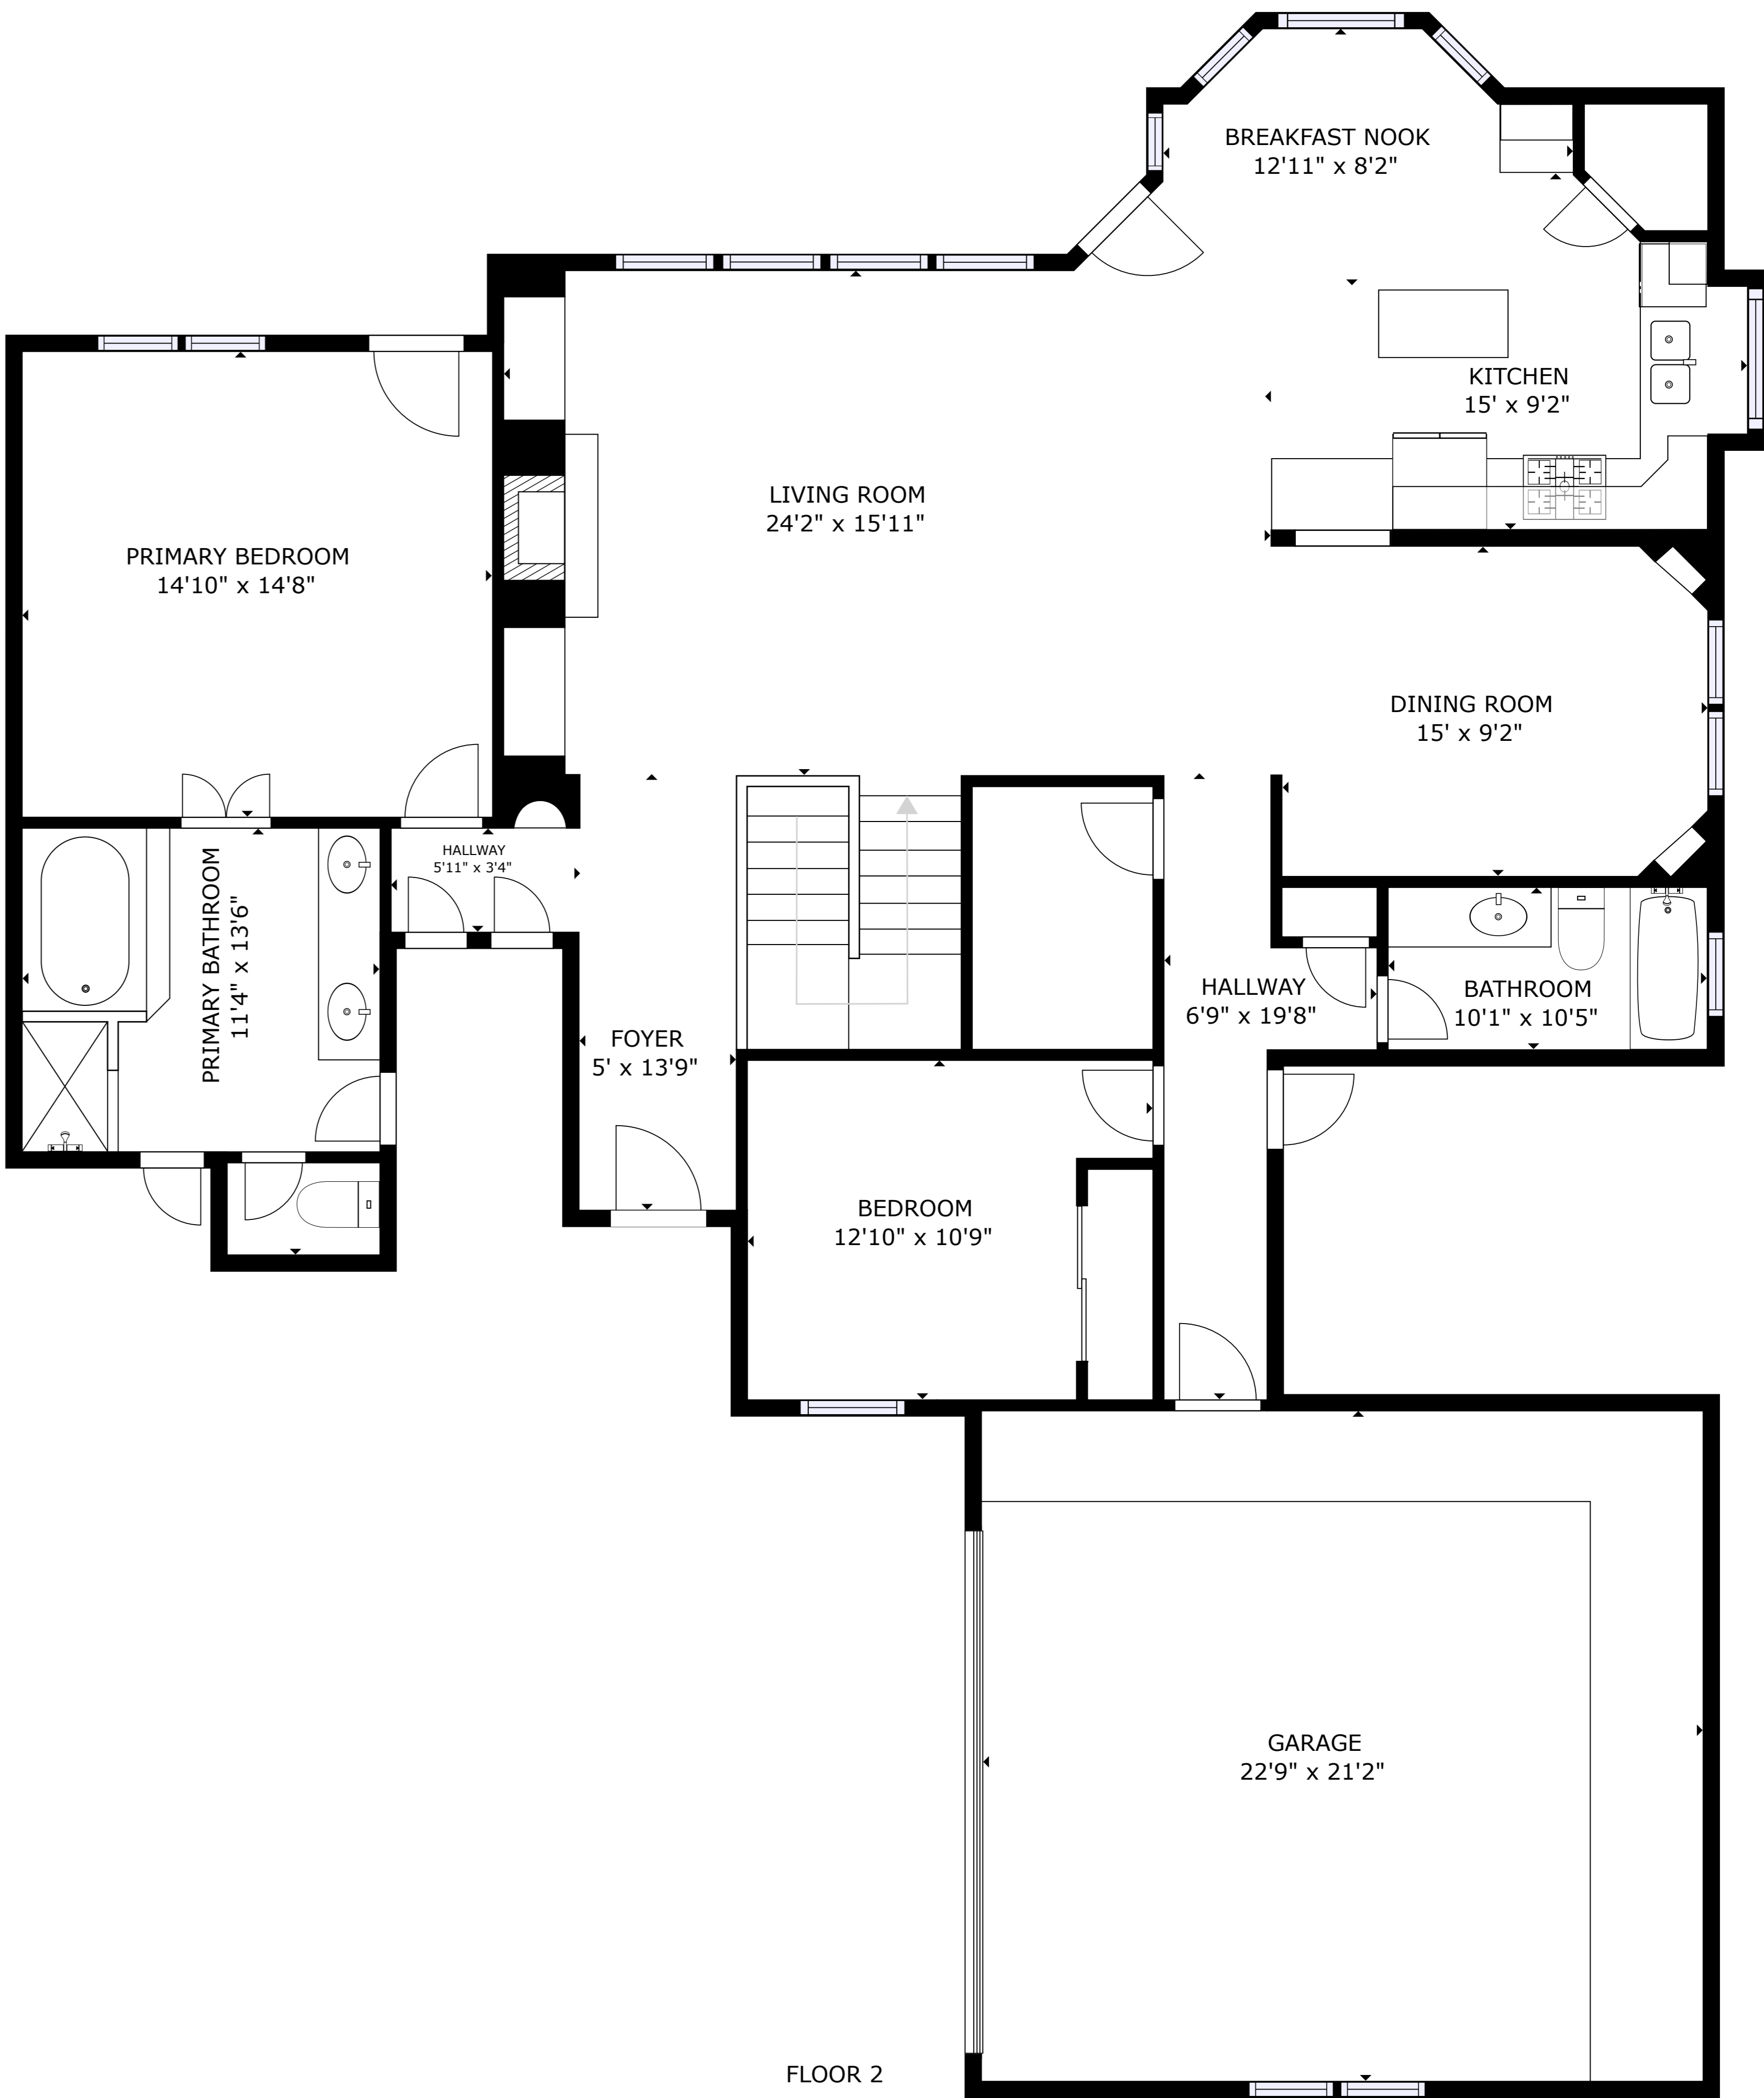 BREAKFAST NOOK
12'11" x 8'2"
KITCHEN
15' x 9'2"
LIVING ROOM
24'2" x 15'11"
PRIMARY BEDROOM
14'10" x 14'8"
DINING ROOM
15' x 9'2"
HALLWAY
5'11" x 3'4"
PRIMARY BATHROOM
11'4" x 13'6"
FOYER
5' x 13'9"
HALLWAY
6'9" x 19'8"
BATHROOM
10'1" x 10'5"
BEDROOM
12'10" x 10'9"
GARAGE
22'9" x 21'2"
FLOOR 2